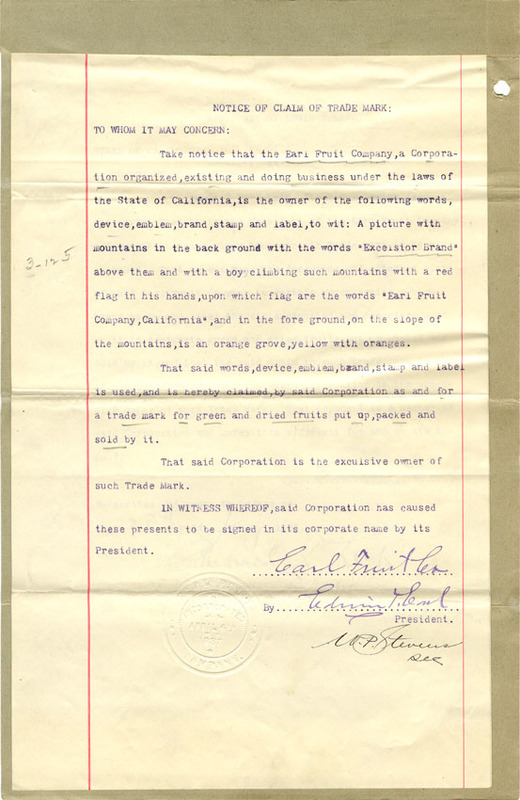 NOTICE OF CLAIM OF TRADE MARK:
TO WHOM IT MAY CONCERN:
Take notice that the Earl Fruit Company,a Corpora-
tion organized,existing and doing business under the laws of
the State of California,is the owner of the following words,
device,emblem,brand,stamp and label,to wit: A picture with
mountains in the back ground with the words "Excelsior Brand"
above them and with a boy climbing such mountains with a red
flag in his hands,upon which flag are the words "Earl Fruit
Company,California",and in the fore ground,on the slope of
the mountains,is an orange grove,yellow with oranges.
3-125
That said words,device,emblem,brand,stamp and label
is used,and is hereby claimed,by said Corporation as and for
a trade mark for green and dried fruits put up,packed and
sold by it.
That said Corporation is the exculsive owner of
such Trade Mark.
IN WITNESS WHEREOF,said Corporation has caused
these presents to be signed in its corporate name by its
President.
Earl Fruit Co
By Edwin T Earl
President.
W.P. Stevens
Sec
COMPANY